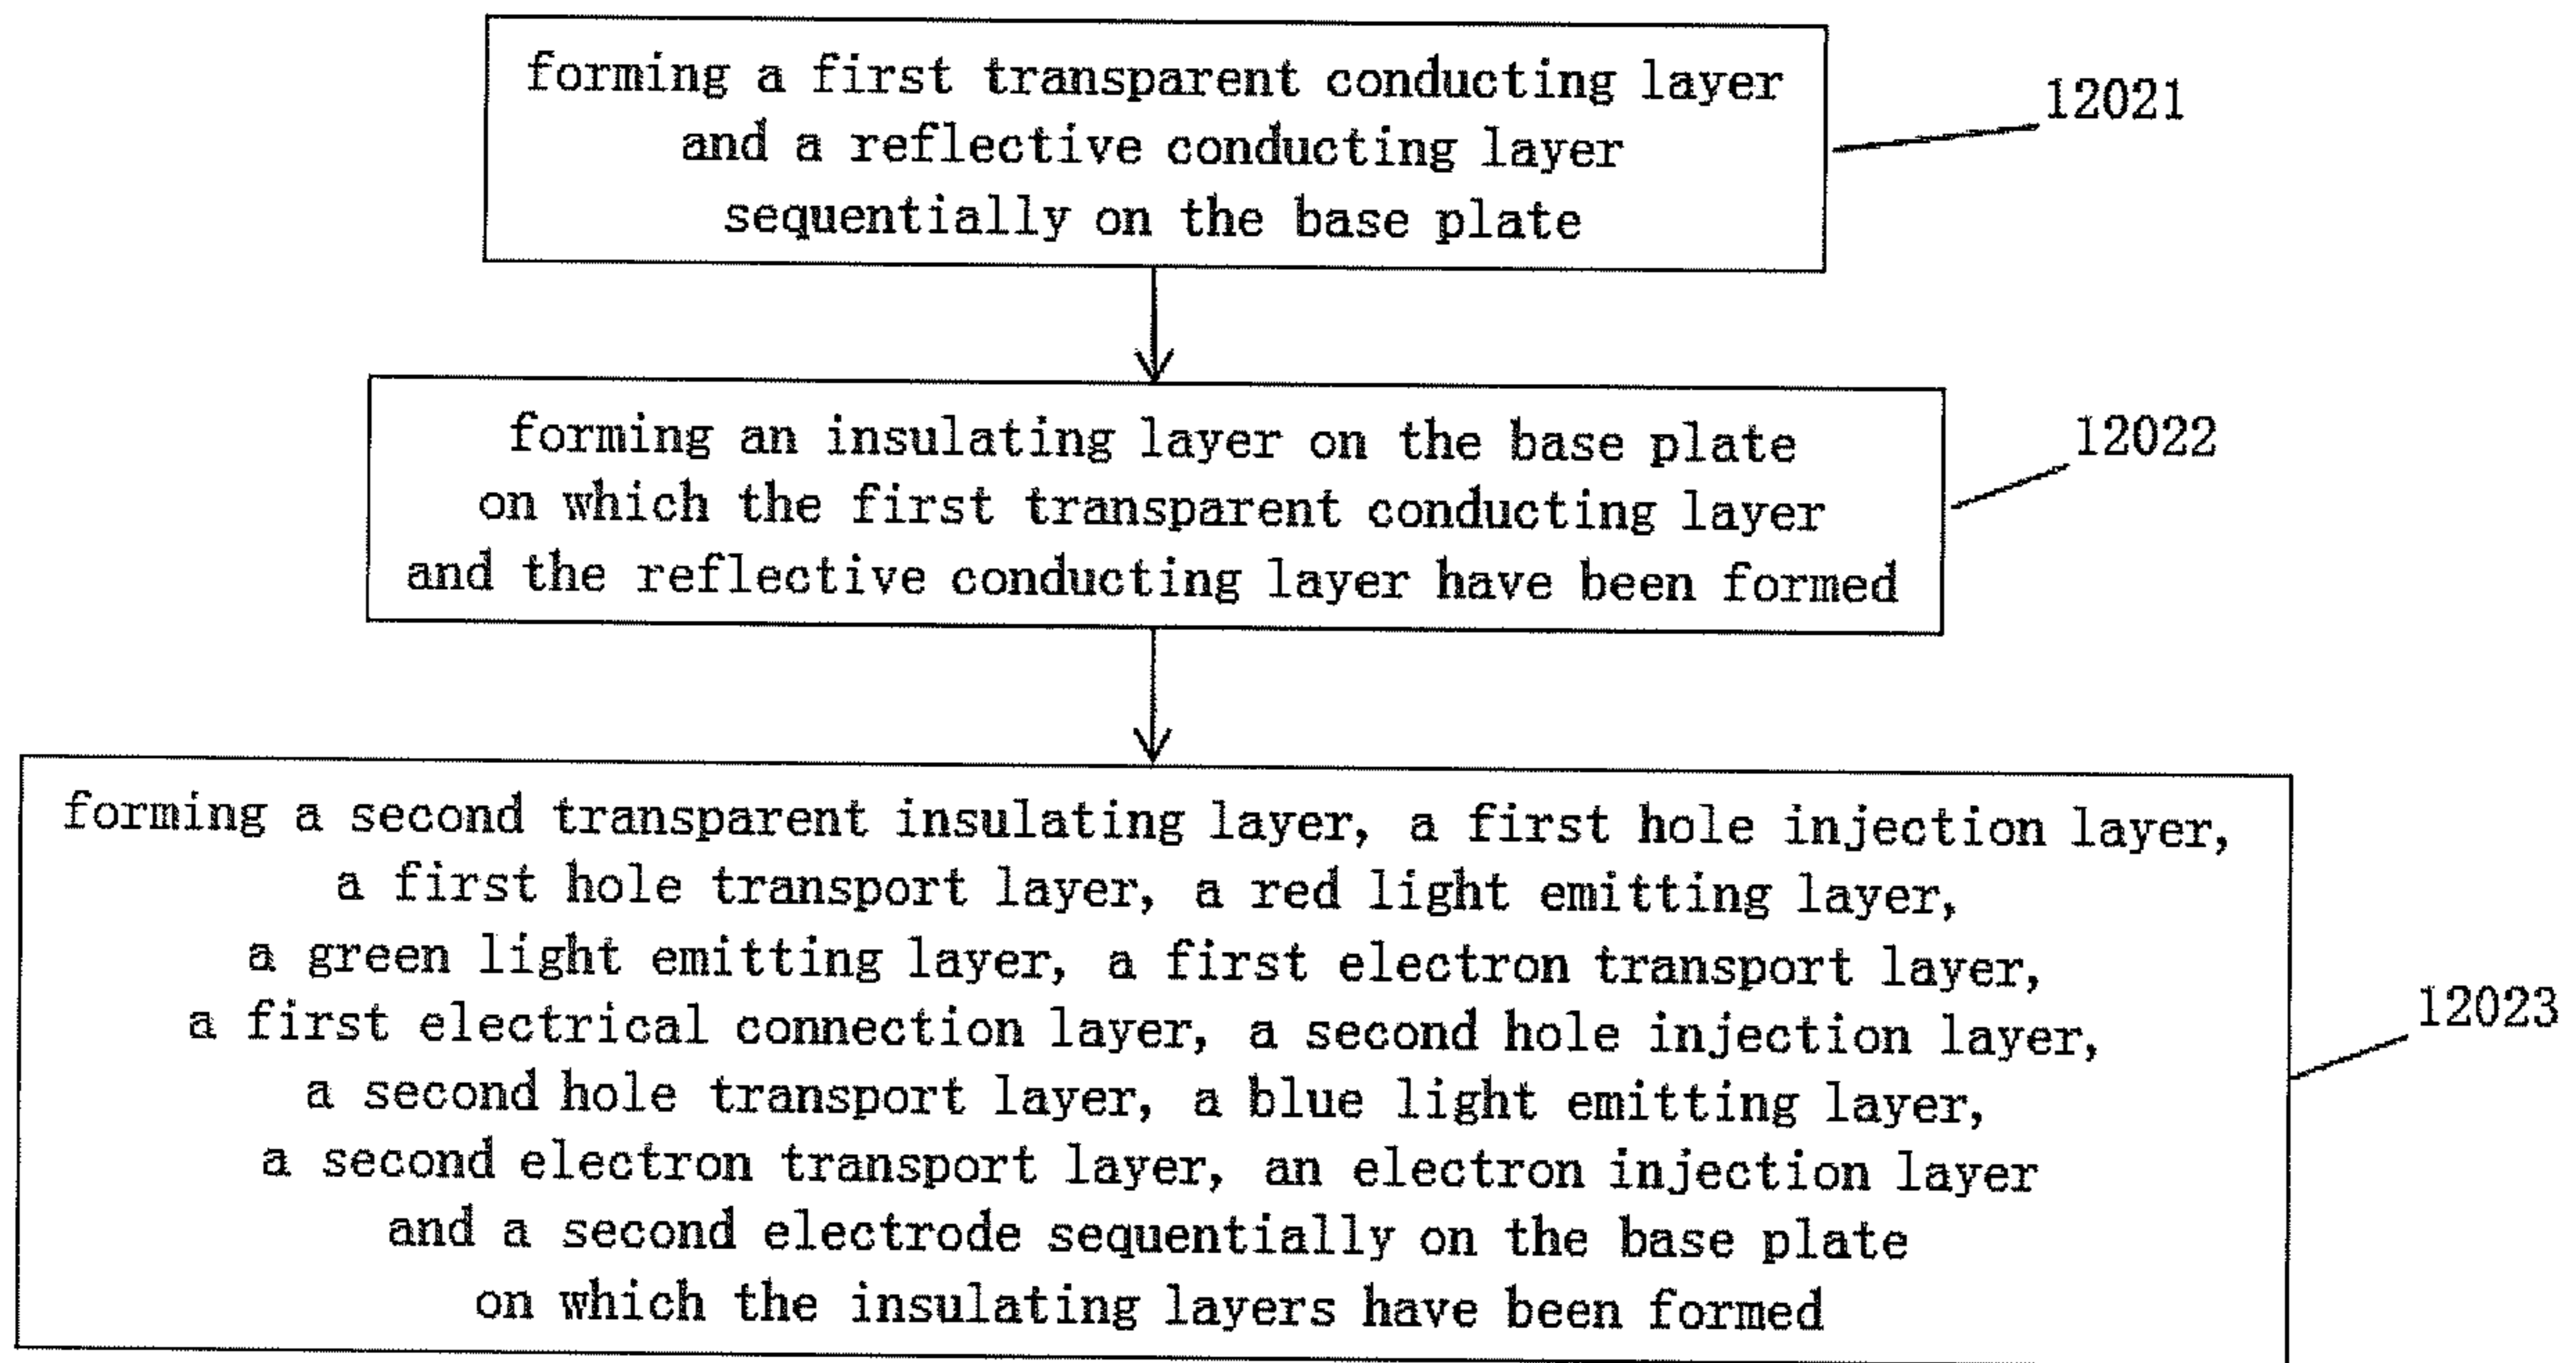 forming a first transparent conducting layer
and a reflective conducting layer
sequentially on the base plate
12021
forming an insulating layer on the base plate
on which the first transparent conducting layer
and the reflective conducting layer have been formed
12022
forming a second transparent insulating layer, a first hole injection layer,
a first hole transport layer, a red light emitting layer,
a green light emitting layer, a first electron transport layer,
a first electrical connection layer, a second hole injection layer,
a second hole transport layer, a blue light emitting layer,
a second electron transport layer, an electron injection layer
and a second electrode sequentially on the base plate
on which the insulating layers have been formed
12023